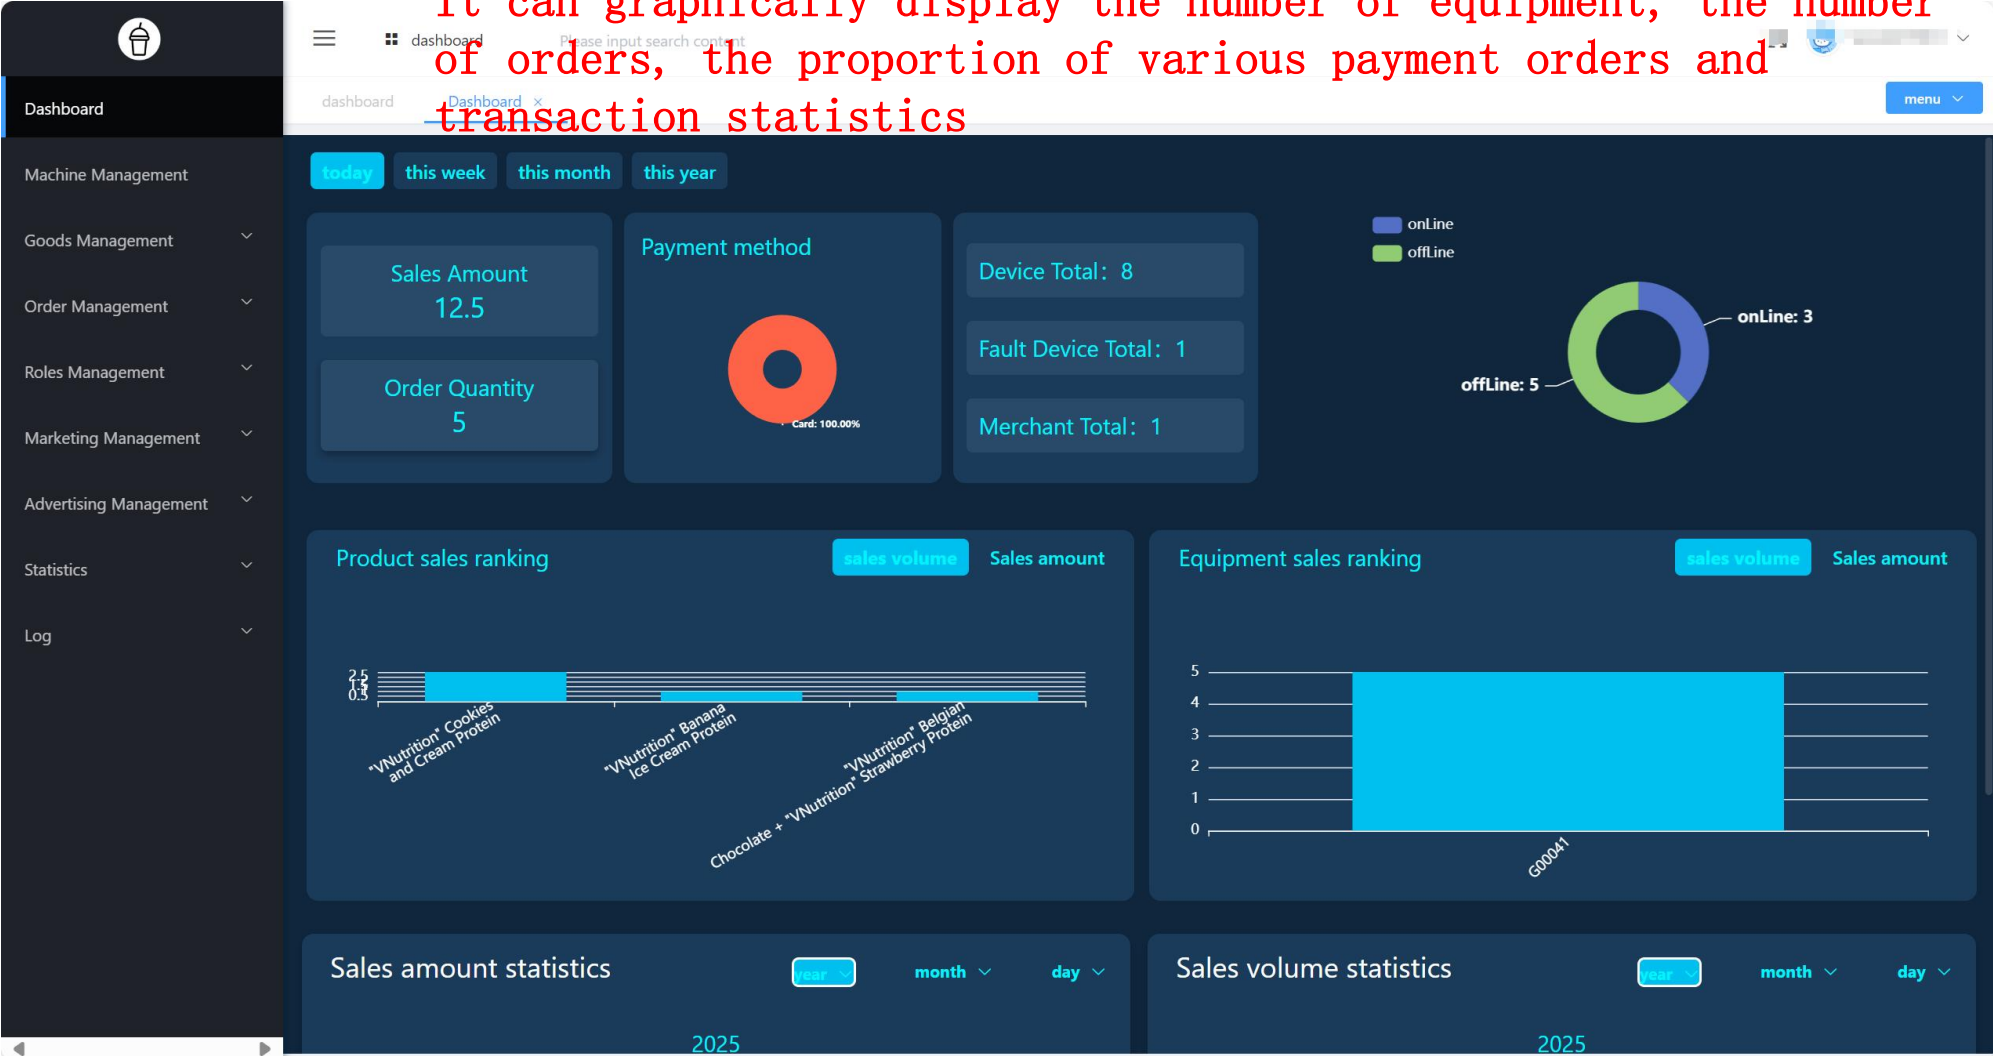 it can graphically display the number of equipment, the number
of orders, the proportion of various payment orders and
transaction statistics
dashboard
Please input search content
dashboard
Dashboard ×
menu
Dashboard
Machine Management
Goods Management
Order Management
Roles Management
Marketing Management
Advertising Management
Statistics
Log
today
this week
this month
this year
Sales Amount
12.5
Order Quantity
5
Payment method
Card: 100.00%
Device Total: 8
Fault Device Total: 1
Merchant Total: 1
onLine
offLine
onLine: 3
offLine: 5
Product sales ranking
sales volume
Sales amount
2.5
0.5
"VNutrition" Cookies
and Cream Protein
"VNutrition" Banana
Ice Cream Protein
"VNutrition" Belgian
Chocolate + "VNutrition" Strawberry Protein
Equipment sales ranking
sales volume
Sales amount
5
4
3
2
1
0
G00041
Sales amount statistics
year
month
day
2025
Sales volume statistics
year
month
day
2025